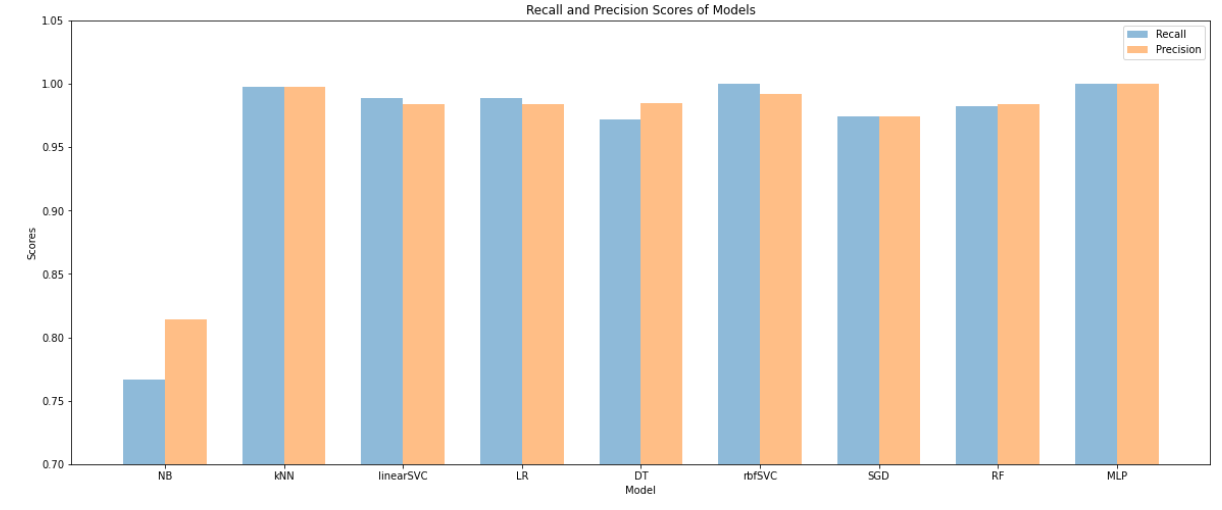 Recall and Precision Scores of Models
Recall
Precision
1.05
1.00
0.95
0.90
0.85
0.80
0.75
0.70
Scores
NB kNN linearSVC LR DT rbfSVC SGD RF MLP
Model